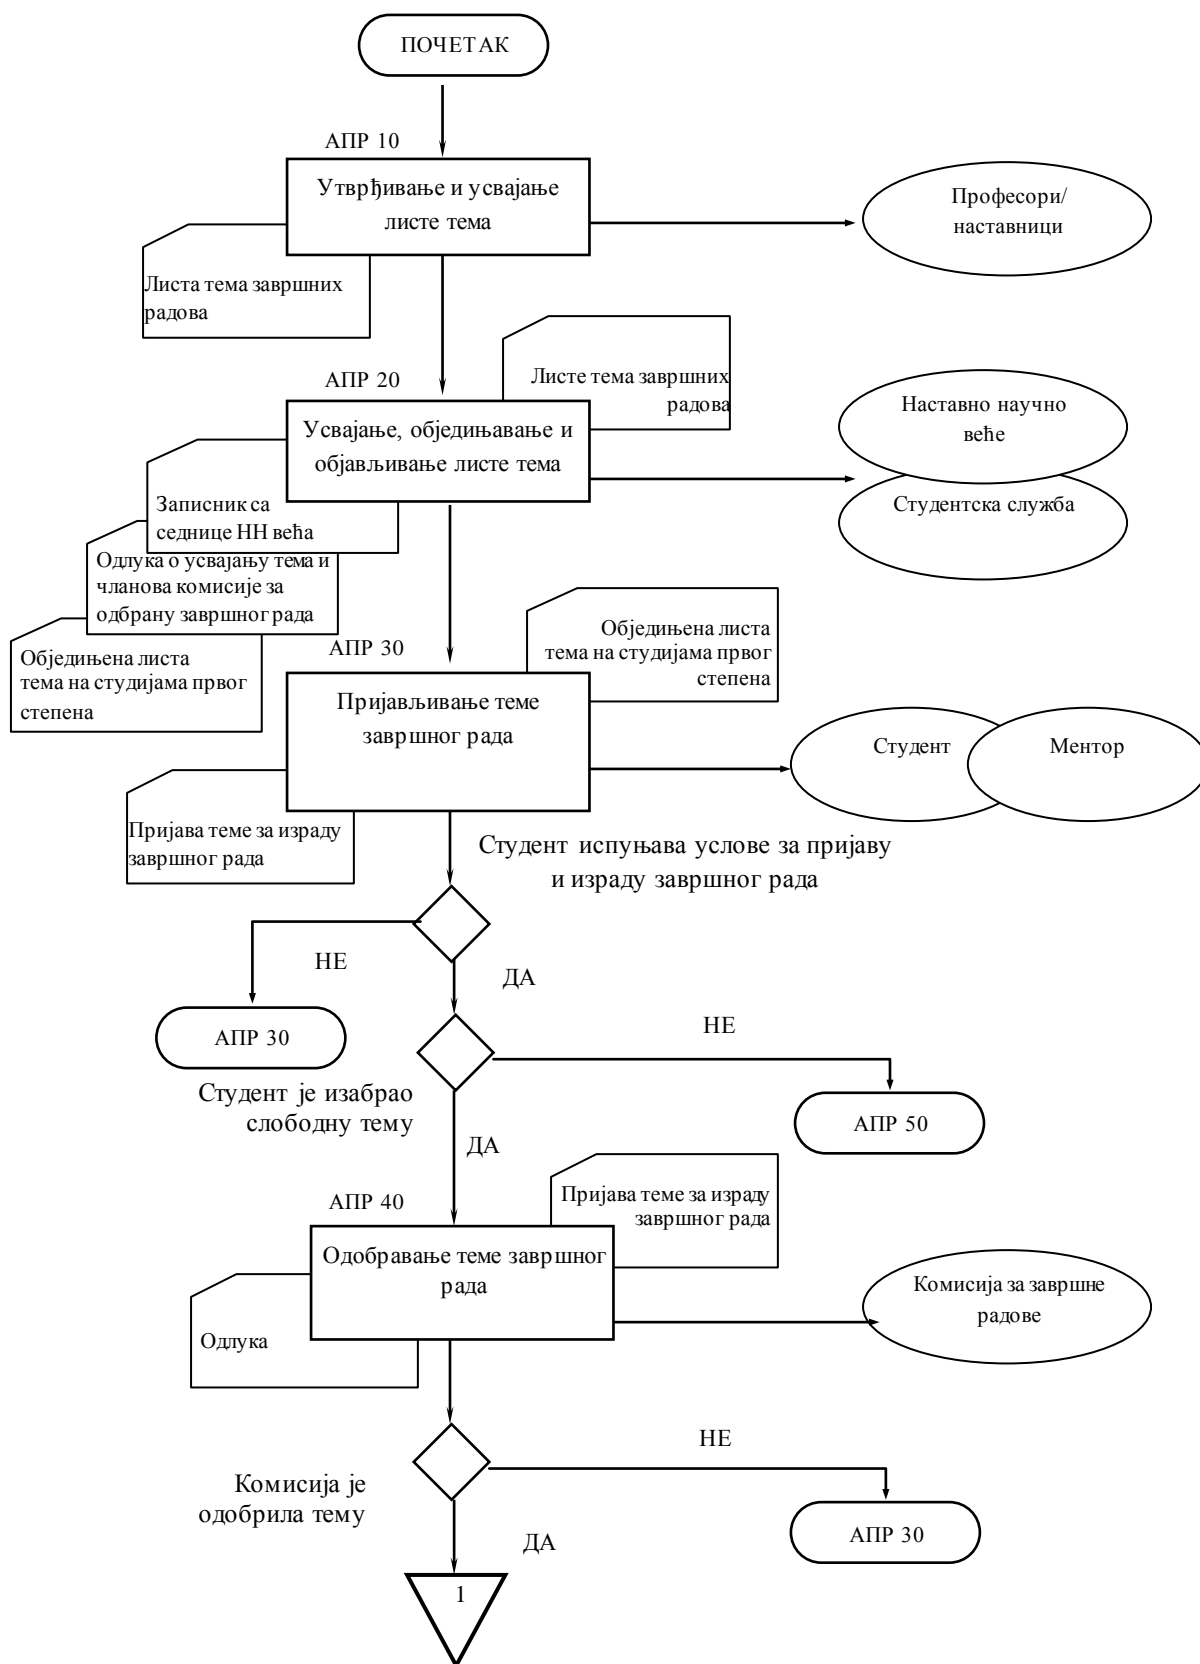 ПОЧЕТАК
АПР 10
Утврђивање и усвајање
листе тема
Професори/
наставници
Листа тема завршних
радова
АПР 20
Листе тема завршних
радова
Усвајање, обједињавање и
објављивање листе тема
Наставно научно
веће
Студентска служба
Записник са
седнице НН већа
Одлука о усвајању тема и
чланова комисије за
одбрану завршног рада
Обједињена листа
тема на студијама првог
степена
АПР 30
Обједињена листа
тема на студијама првог
степена
Пријављивање теме
завршног рада
Студент
Ментор
Пријава теме за израду
завршног рада
Студент испуњава услове за пријаву
и израду завршног рада
НЕ
ДА
АПР 30
НЕ
Студент је изабрао
слободну тему
АПР 50
ДА
АПР 40
Пријава теме за израду
завршног рада
Одобравање теме завршног
рада
Комисија за завршне
радове
Одлука
НЕ
Комисија је
одобрила тему
АПР 30
ДА
1